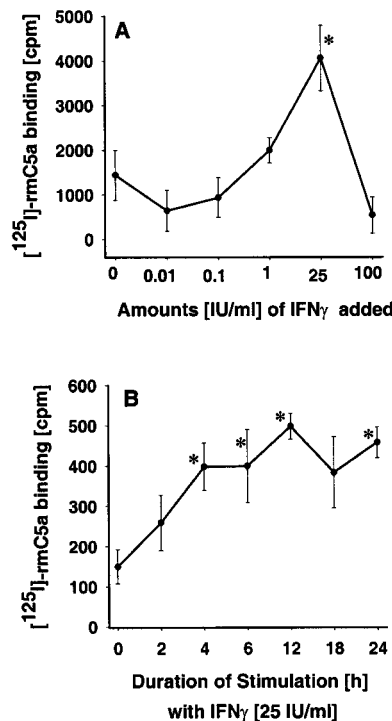 A
[125I]-rmC5a binding [cpm]
5000
4000
3000
2000
1000
0
*
0 0.01 0.1 1 25 100
Amounts [IU/ml] of IFNγ added
B
[125I]-rmC5a binding [cpm]
600
500
400
300
200
100
0
* * * *
0 2 4 6 12 18 24
Duration of Stimulation [h]
with IFNγ [25 IU/ml]